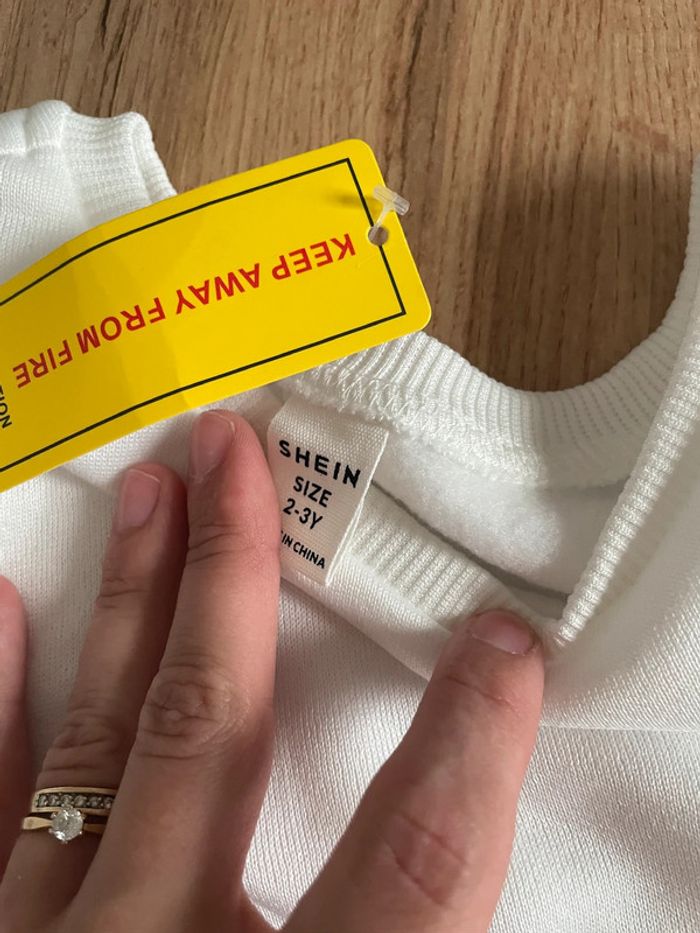 KEEP AWAY FROM FIRE
SHEIN
SIZE
2-3Y
IN CHINA